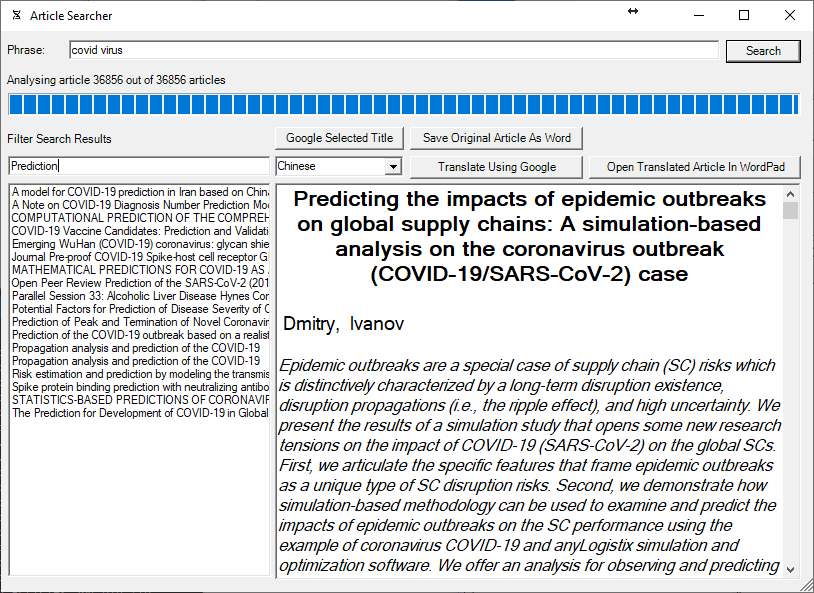 Article Searcher
Phrase:
covid virus
Search
Analysing article 36856 out of 36856 articles
Filter Search Results
Google Selected Title
Save Original Article As Word
Prediction
Chinese
Translate Using Google
Open Translated Article In WordPad
A model for COVID-19 prediction in Iran based on China
A Note on COVID-19 Diagnosis Number Prediction Mo
COMPUTATIONAL PREDICTION OF THE COMPREH
COVID-19 Vaccine Candidates: Prediction and Validati
Emerging WuHan (COVID-19) coronavirus: glycan shie
Journal Pre-proof COVID-19 Spike-host cell receptor G
MATHEMATICAL PREDICTIONS FOR COVID-19 AS
Open Peer Review Prediction of the SARS-CoV-2 (201
Parallel Session 33: Alcoholic Liver Disease Hynes Cor
Potential Factors for Prediction of Disease Severity of C
Prediction of Peak and Termination of Novel Coronavir
Prediction of the COVID-19 outbreak based on a realist
Propagation analysis and prediction of the COVID-19
Propagation analysis and prediction of the COVID-19
Risk estimation and prediction by modeling the transmis
Spike protein binding prediction with neutralizing antibo
STATISTICS-BASED PREDICTIONS OF CORONAVIR
The Prediction for Development of COVID-19 in Global
Predicting the impacts of epidemic outbreaks
on global supply chains: A simulation-based
analysis on the coronavirus outbreak
(COVID-19/SARS-CoV-2) case
Dmitry, Ivanov
Epidemic outbreaks are a special case of supply chain (SC) risks which
is distinctively characterized by a long-term disruption existence,
disruption propagations (i.e., the ripple effect), and high uncertainty. We
present the results of a simulation study that opens some new research
tensions on the impact of COVID-19 (SARS-CoV-2) on the global SCs.
First, we articulate the specific features that frame epidemic outbreaks
as a unique type of SC disruption risks. Second, we demonstrate how
simulation-based methodology can be used to examine and predict the
impacts of epidemic outbreaks on the SC performance using the
example of coronavirus COVID-19 and anyLogistix simulation and
optimization software. We offer an analysis for observing and predicting